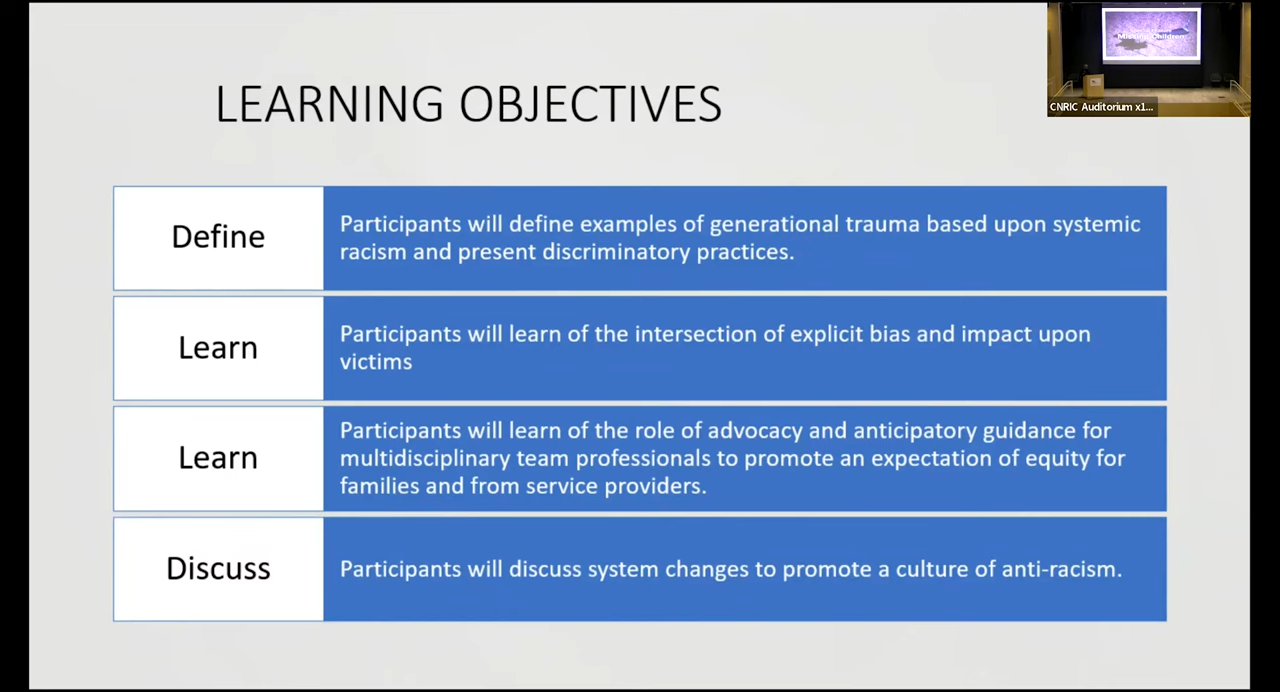 LEARNING OBJECTIVES
Define
Participants will define examples of generational trauma based upon systemic
racism and present discriminatory practices.
Learn
Participants will learn of the intersection of explicit bias and impact upon
victims
Learn
Participants will learn of the role of advocacy and anticipatory guidance for
multidisciplinary team professionals to promote an expectation of equity for
families and from service providers.
Discuss
Participants will discuss system changes to promote a culture of anti-racism.
Missing Children
CNRIC Auditorium x1...